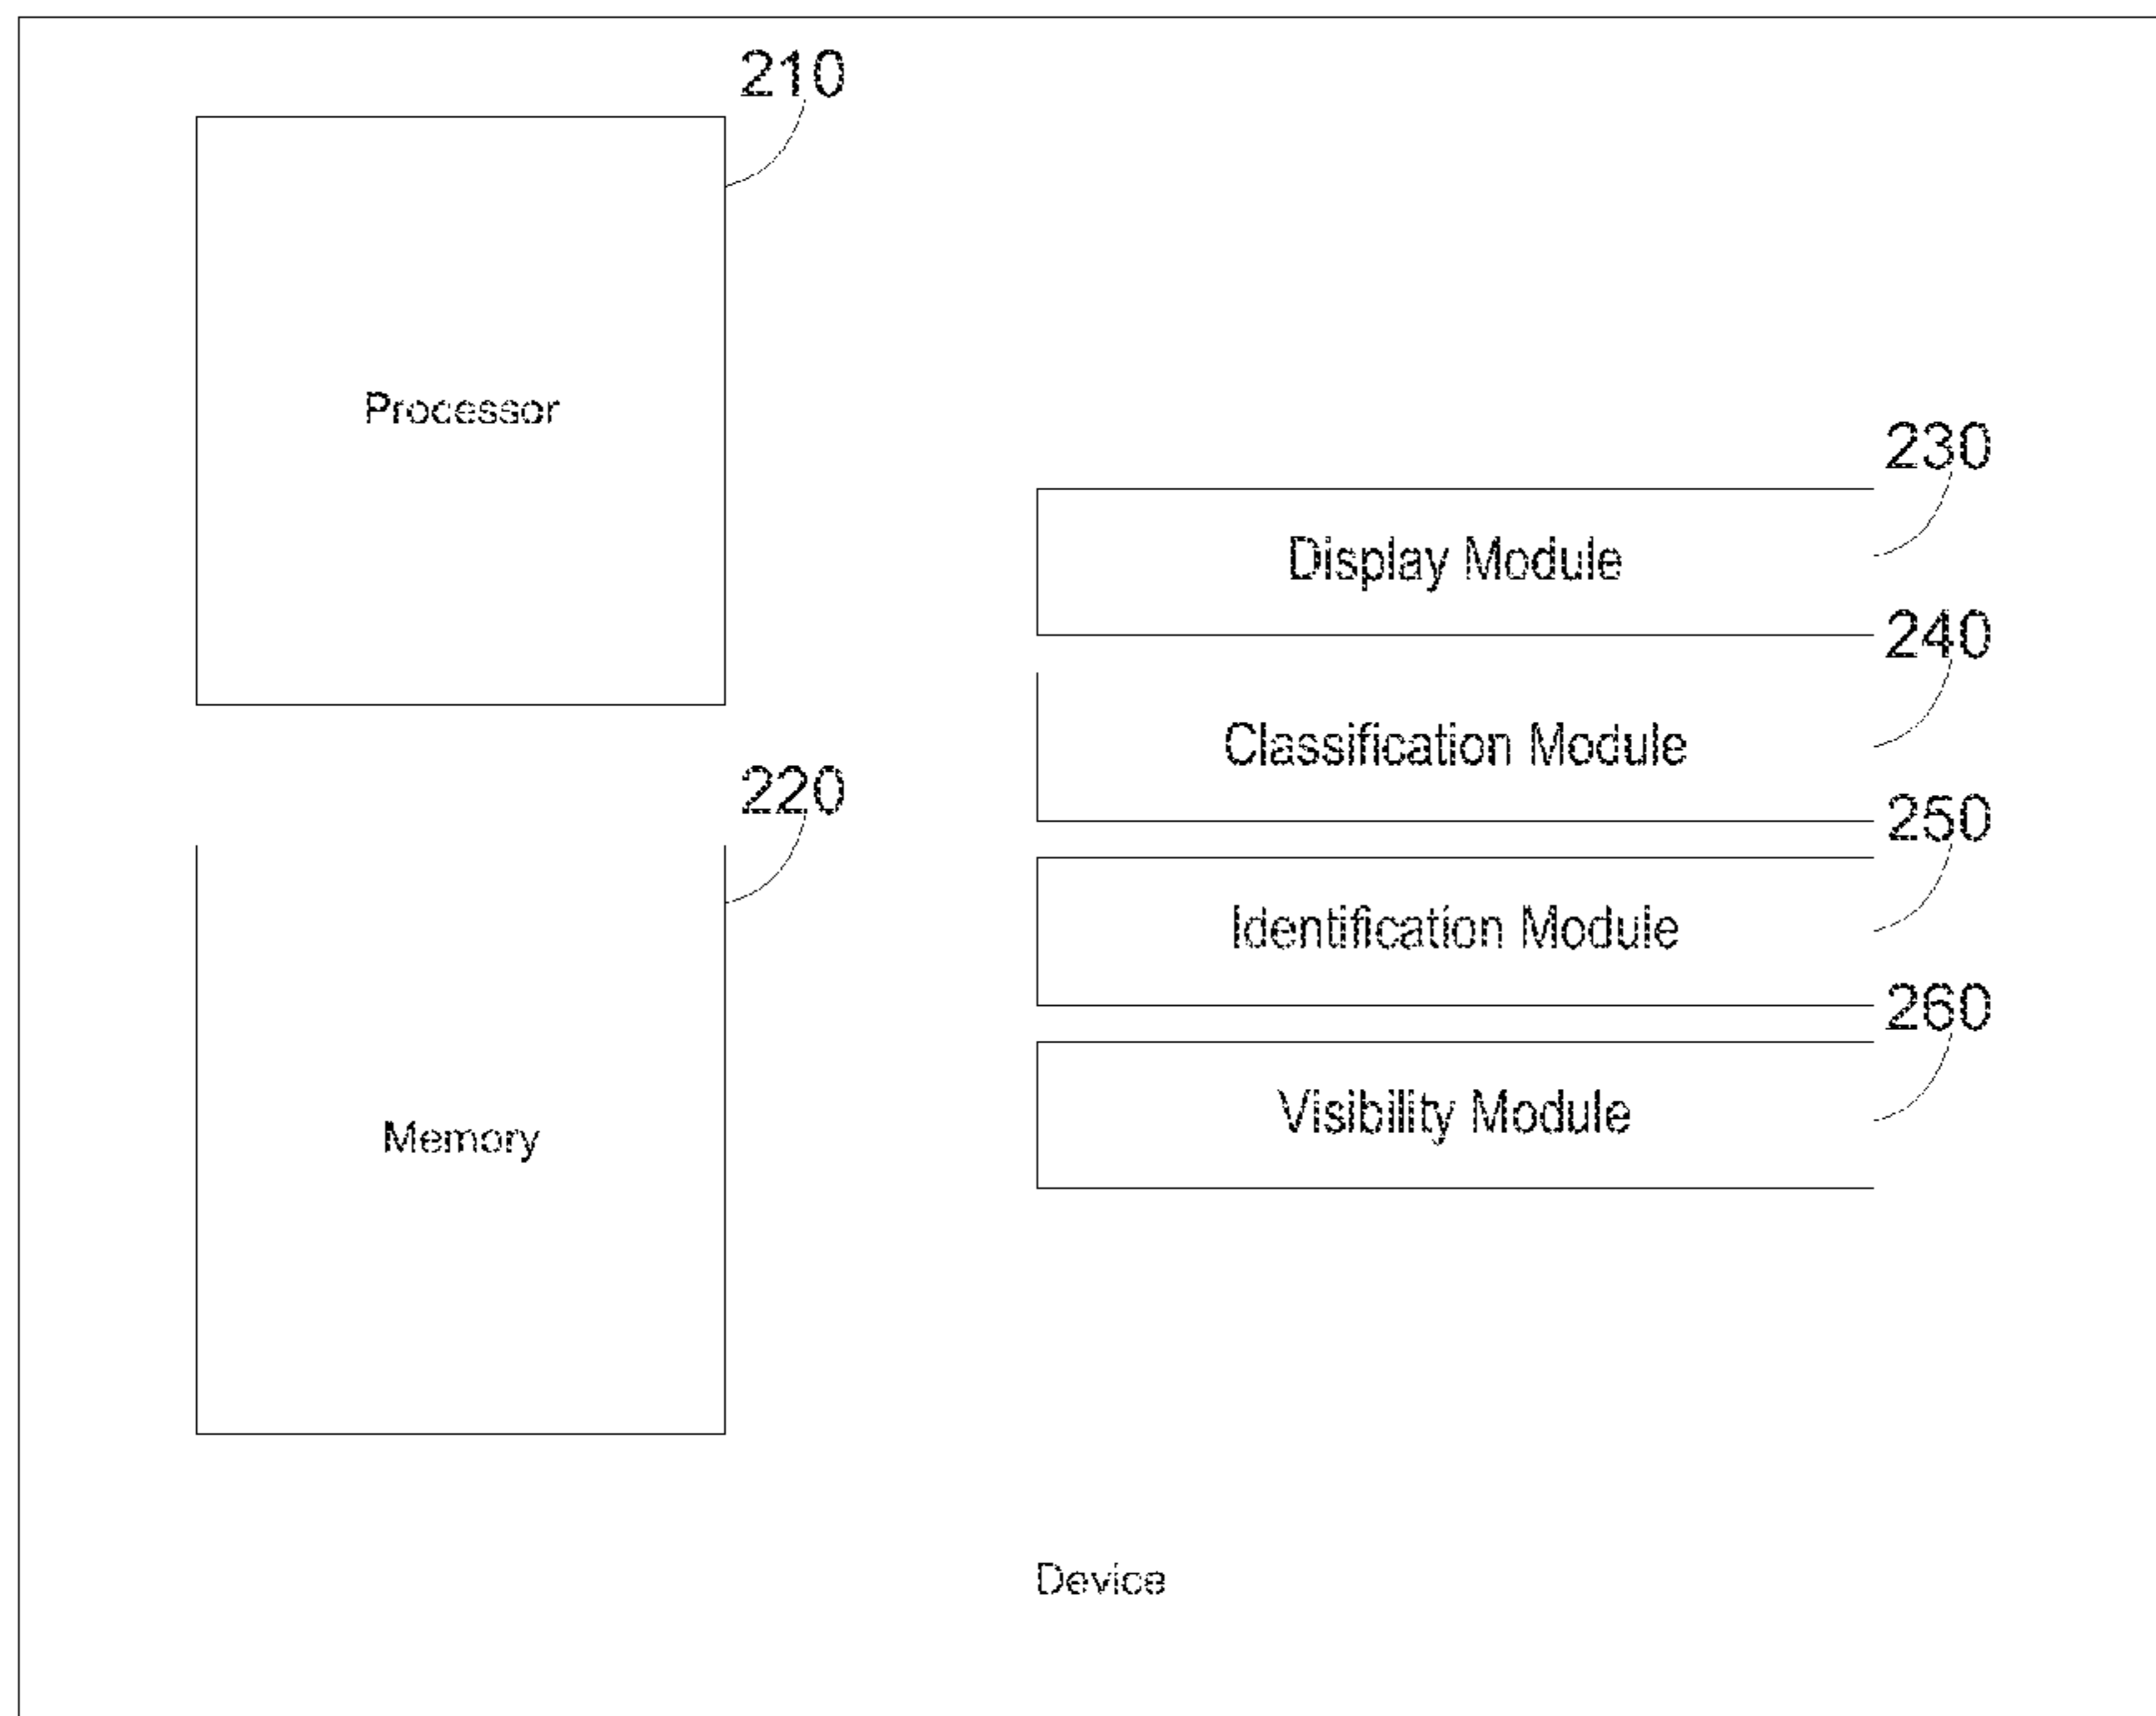 210
Processor
230
Display Module
240
Classification Module
220
250
Identification Module
260
Visibility Module
Memory
Device